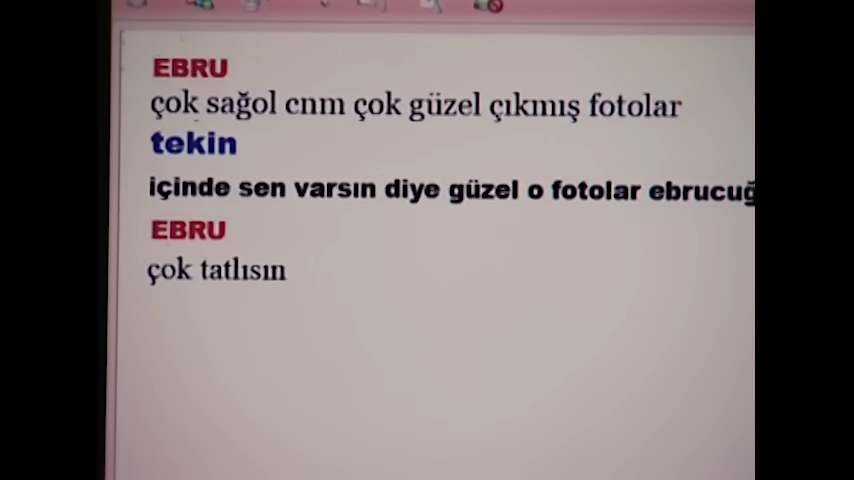 EBRU
çok sağol cnm çok güzel çıkmış fotolar
tekin
içinde sen varsın diye güzel o fotolar
EBRU
çok tatlısın